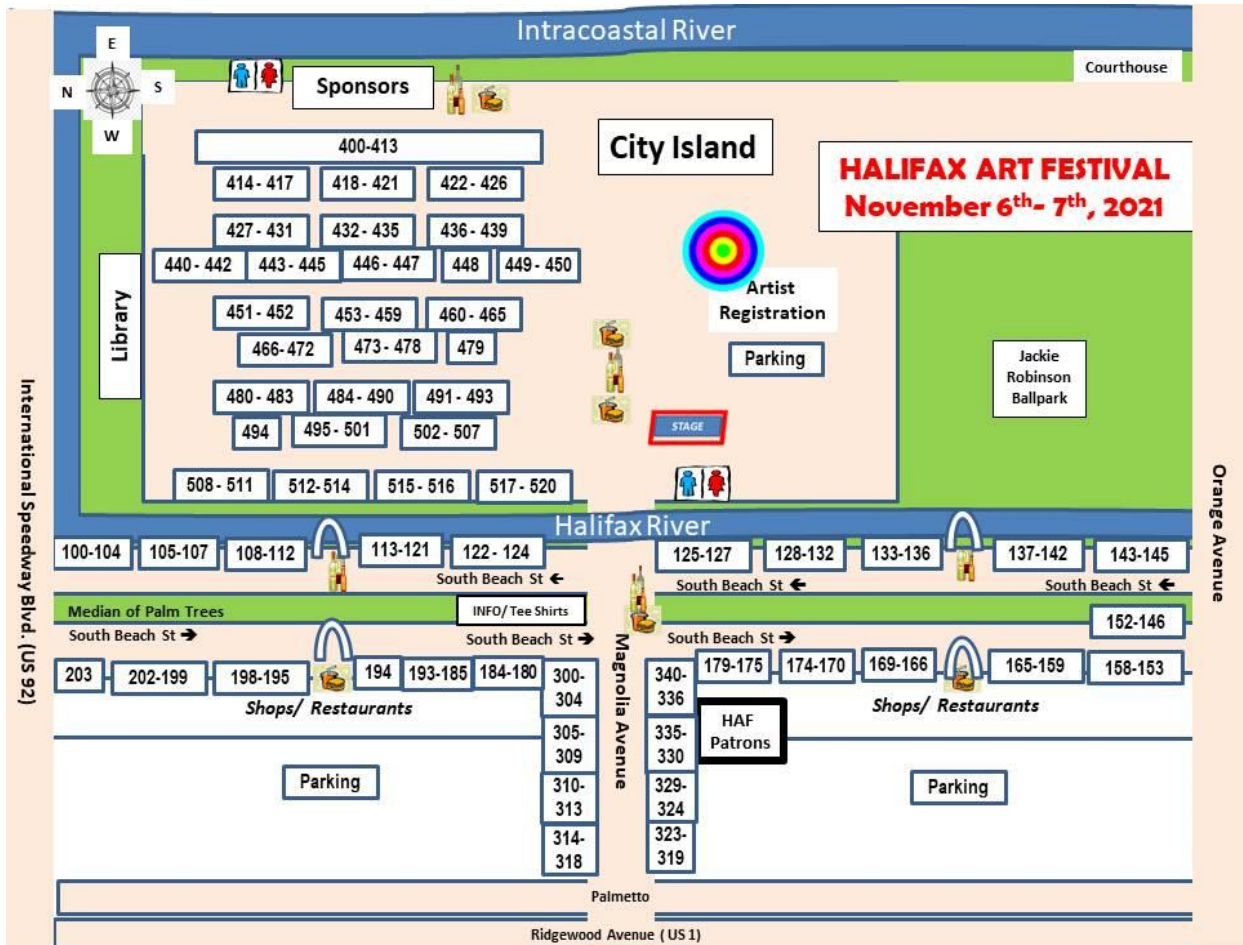 Intracoastal River
E
N
S
W
Sponsors
Courthouse
400-413
City Island
414 - 417
418 - 421
422 - 426
HALIFAX ART FESTIVAL
November 6th- 7th, 2021
427 - 431
432 - 435
436 - 439
440 - 442
443 - 445
446 - 447
448
449 - 450
Artist
Registration
Library
451 - 452
453 - 459
460 - 465
466- 472
473 - 478
479
Parking
Jackie
Robinson
Ballpark
480 - 483
484 - 490
491 - 493
494
495 - 501
502 - 507
STAGE
508 - 511
512- 514
515 - 516
517 - 520
International Speedway Blvd. (US 92)
Orange Avenue
Halifax River
100-104
105-107
108-112
113-121
122 - 124
125-127
128-132
133-136
137-142
143-145
South Beach St ←
South Beach St ←
South Beach St ←
Median of Palm Trees
INFO/ Tee Shirts
152-146
South Beach St →
South Beach St →
South Beach St →
Magnolia Avenue
203
202-199
198-195
194
193-185
184-180
300-
304
340-
336
179-175
174-170
169-166
165-159
158-153
Shops/ Restaurants
Shops/ Restaurants
305-
309
335-
330
HAF
Patrons
Parking
310-
313
329-
324
Parking
314-
318
323-
319
Palmetto
Ridgewood Avenue ( US 1)